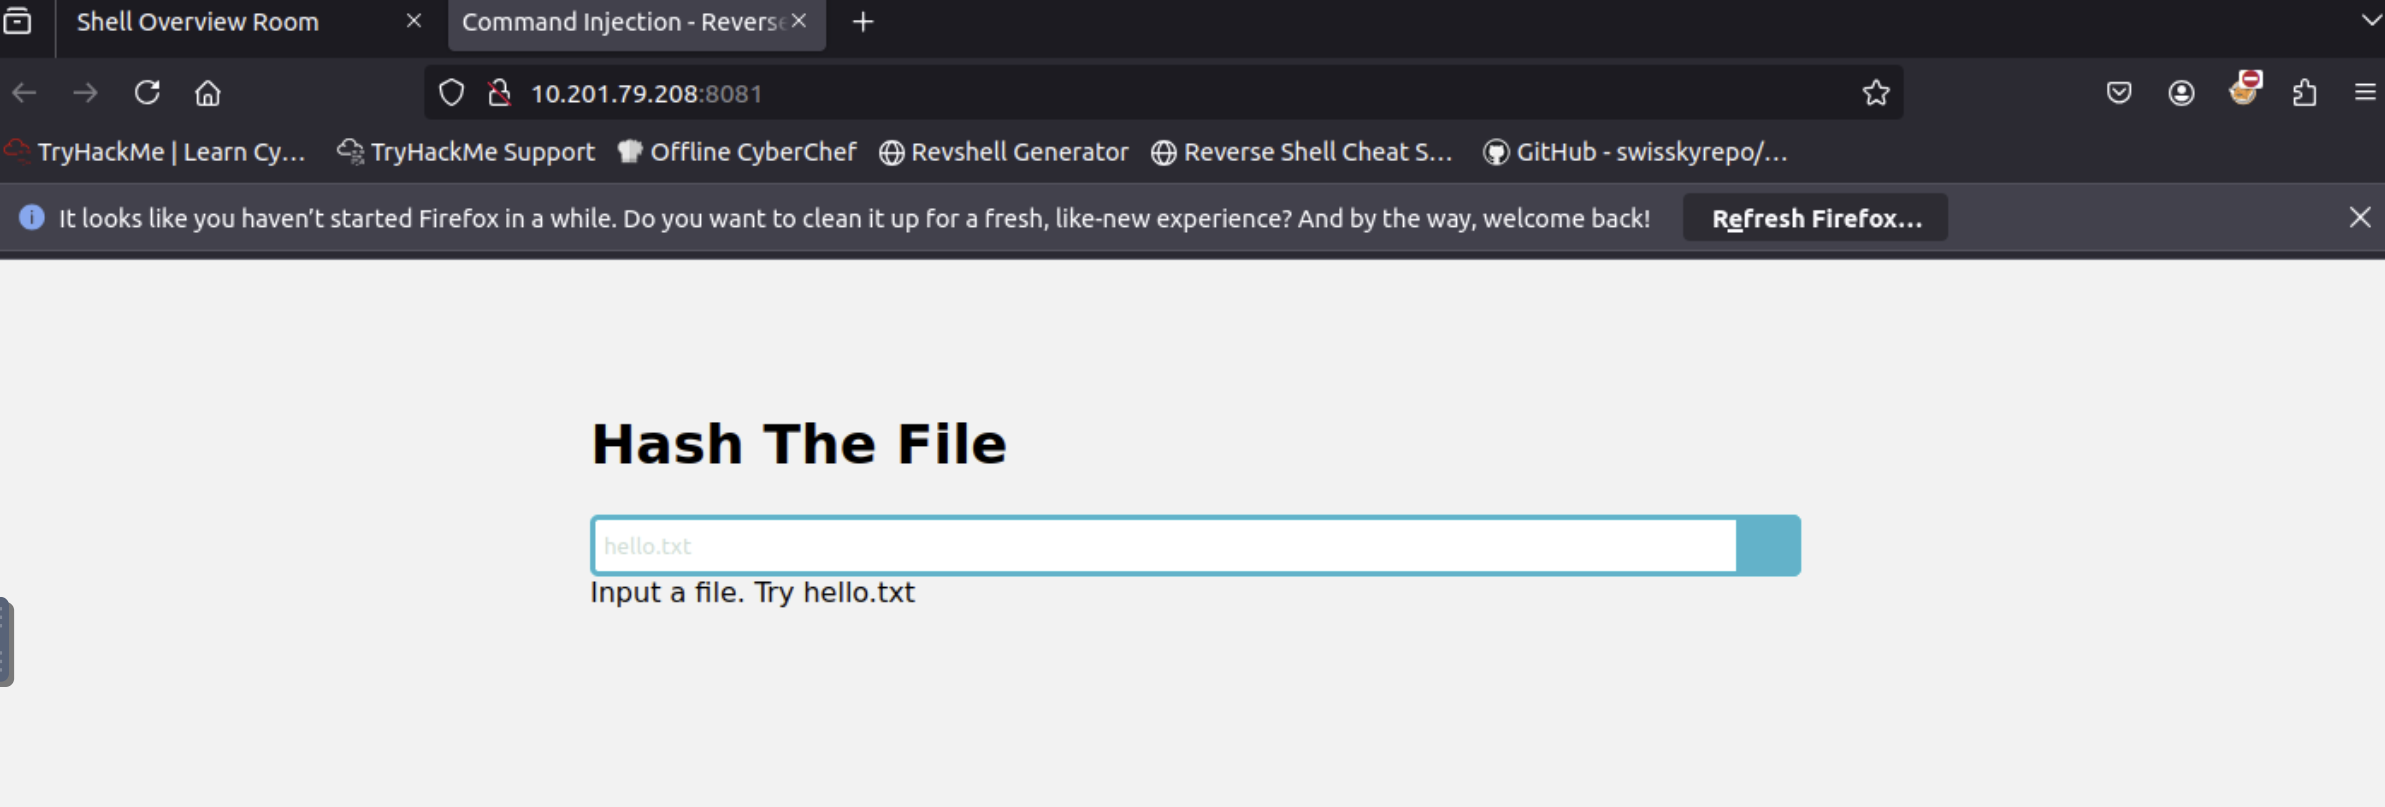 Shell Overview Room
Command Injection - Reverse
10.201.79.208:8081
TryHackMe | Learn Cy… TryHackMe Support Offline CyberChef Revshell Generator Reverse Shell Cheat S… GitHub - swisskyrepo/…
It looks like you haven’t started Firefox in a while. Do you want to clean it up for a fresh, like-new experience? And by the way, welcome back! Refresh Firefox…
Hash The File
hello.txt
Input a file. Try hello.txt